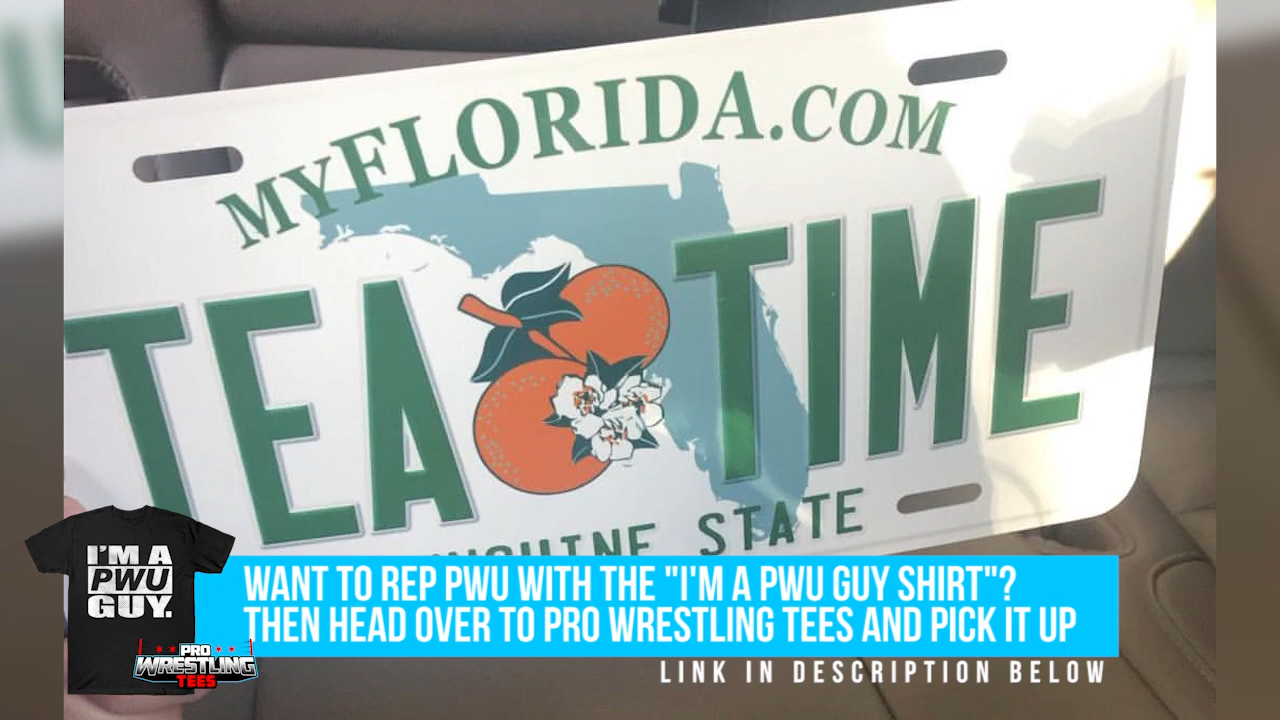 MYFLORIDA.COM
TEA TIME
SUNSHINE STATE
I'M A
PWU
GUY.
PRO
WRESTLING
TEES
WANT TO REP PWU WITH THE "I'M A PWU GUY SHIRT"?
THEN HEAD OVER TO PRO WRESTLING TEES AND PICK IT UP
LINK IN DESCRIPTION BELOW